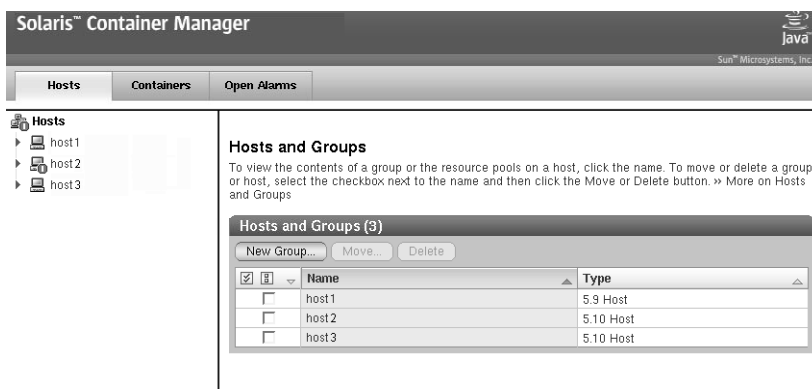 Solaris™ Container Manager
Java™
Sun™ Microsystems, Inc.
Hosts Containers Open Alarms
Hosts
host1
host2
host3
Hosts and Groups
To view the contents of a group or the resource pools on a host, click the name. To move or delete a group
or host, select the checkbox next to the name and then click the Move or Delete button. » More on Hosts
and Groups
Hosts and Groups (3)
New Group... Move... Delete
Name Type
host1 5.9 Host
host2 5.10 Host
host3 5.10 Host